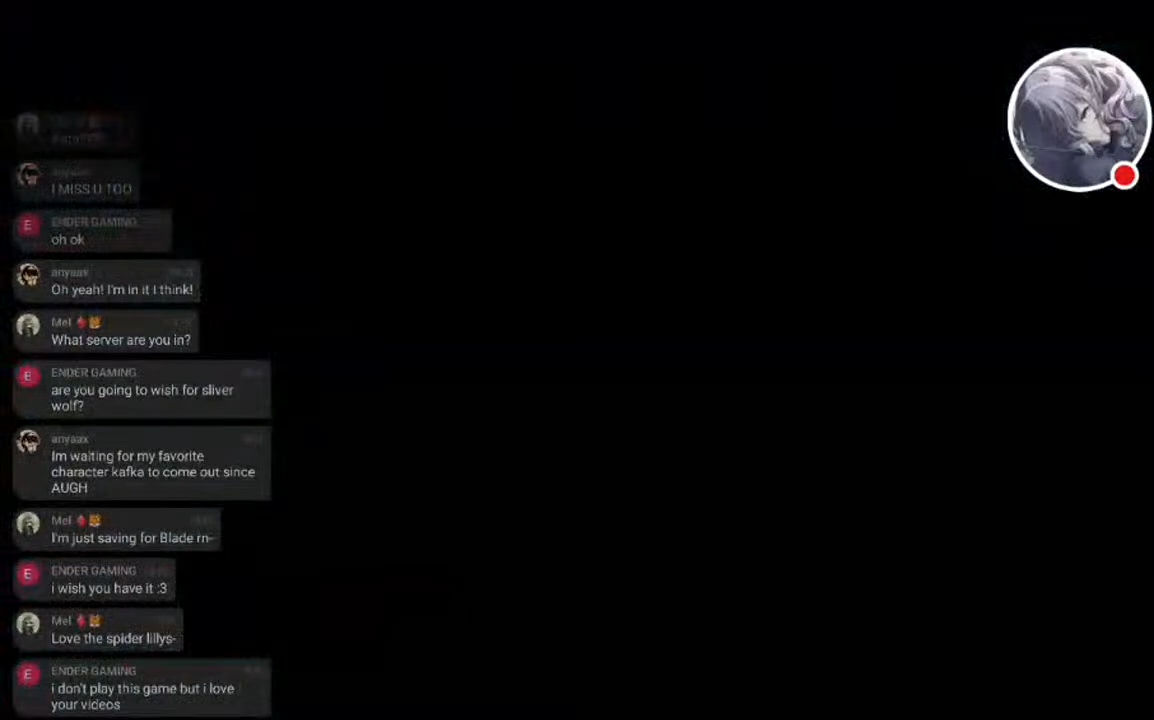 anyaax
I MISS U TOO
E
ENDER GAMING
oh ok
anyaax
Oh yeah! I'm in it I think!
Mel
What server are you in?
E
ENDER GAMING
are you going to wish for sliver
wolf?
anyaax
Im waiting for my favorite
character kafka to come out since
AUGH
Mel
I'm just saving for Blade rn-
E
ENDER GAMING
i wish you have it :3
Mel
Love the spider lillys-
E
ENDER GAMING
i don't play this game but i love
your videos